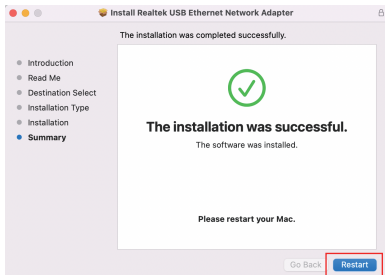 Install Realtek USB Ethernet Network Adapter
The installation was completed successfully.
Introduction
Read Me
Destination Select
Installation Type
Installation
Summary
The installation was successful.
The software was installed.
Please restart your Mac.
Go Back
Restart